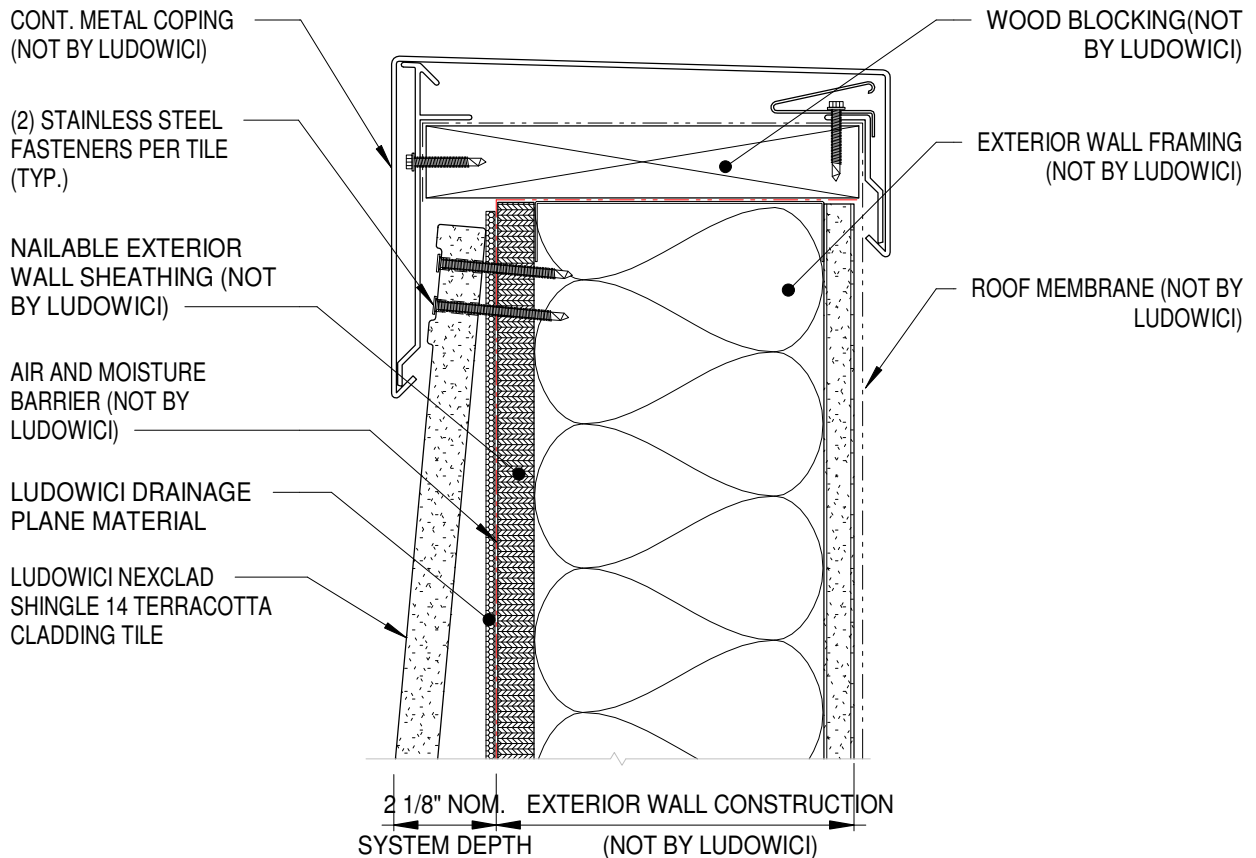 CONT. METAL COPING
(NOT BY LUDOWICI)
(2) STAINLESS STEEL
FASTENERS PER TILE
(TYP.)
NAILABLE EXTERIOR
WALL SHEATHING (NOT
BY LUDOWICI)
AIR AND MOISTURE
BARRIER (NOT BY
LUDOWICI)
LUDOWICI DRAINAGE
PLANE MATERIAL
LUDOWICI NEXCLAD
SHINGLE 14 TERRACOTTA
CLADDING TILE
WOOD BLOCKING(NOT
BY LUDOWICI)
EXTERIOR WALL FRAMING
(NOT BY LUDOWICI)
ROOF MEMBRANE (NOT BY
LUDOWICI)
2 1/8" NOM.
SYSTEM DEPTH
EXTERIOR WALL CONSTRUCTION
(NOT BY LUDOWICI)